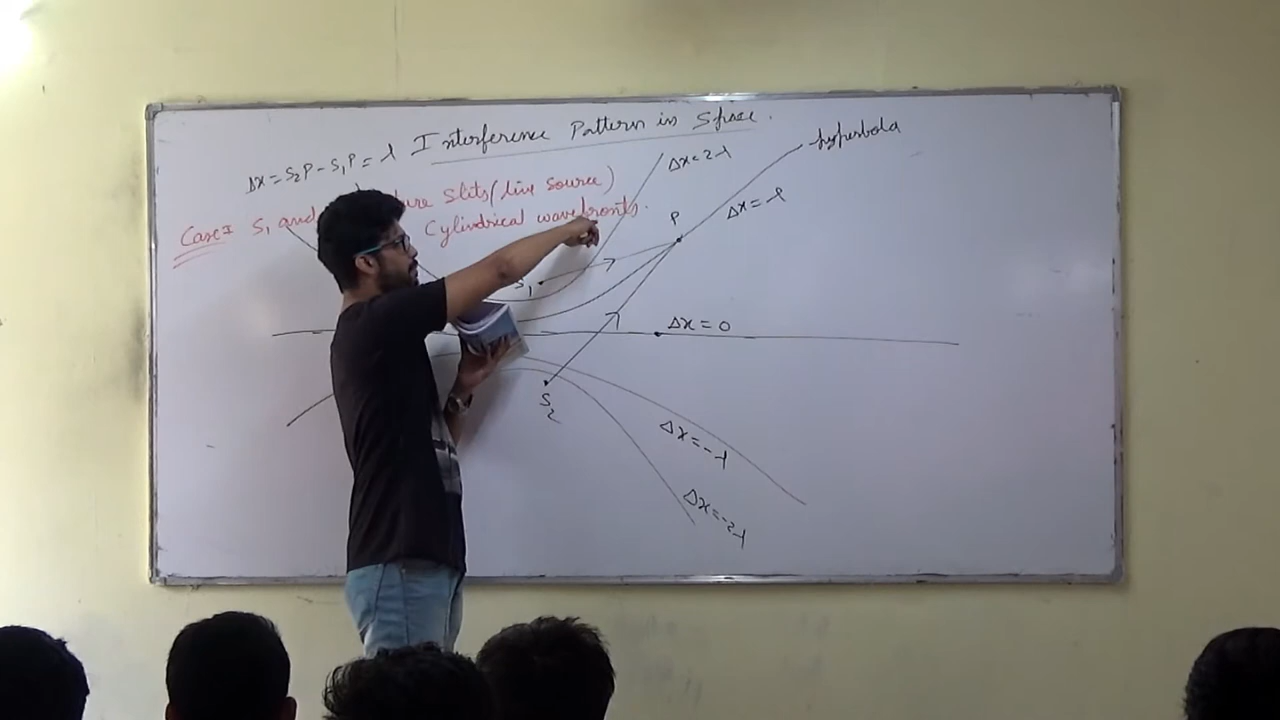 Interference Pattern in Space.
Δx = S₂P - S₁P = λ
Case I S₁ and are Slits (line source)
Cylindrical wavefronts.
hyperbola
Δx = 2λ
Δx = λ
P
S₁
Δx = 0
S₂
Δx = -λ
Δx = -2λ